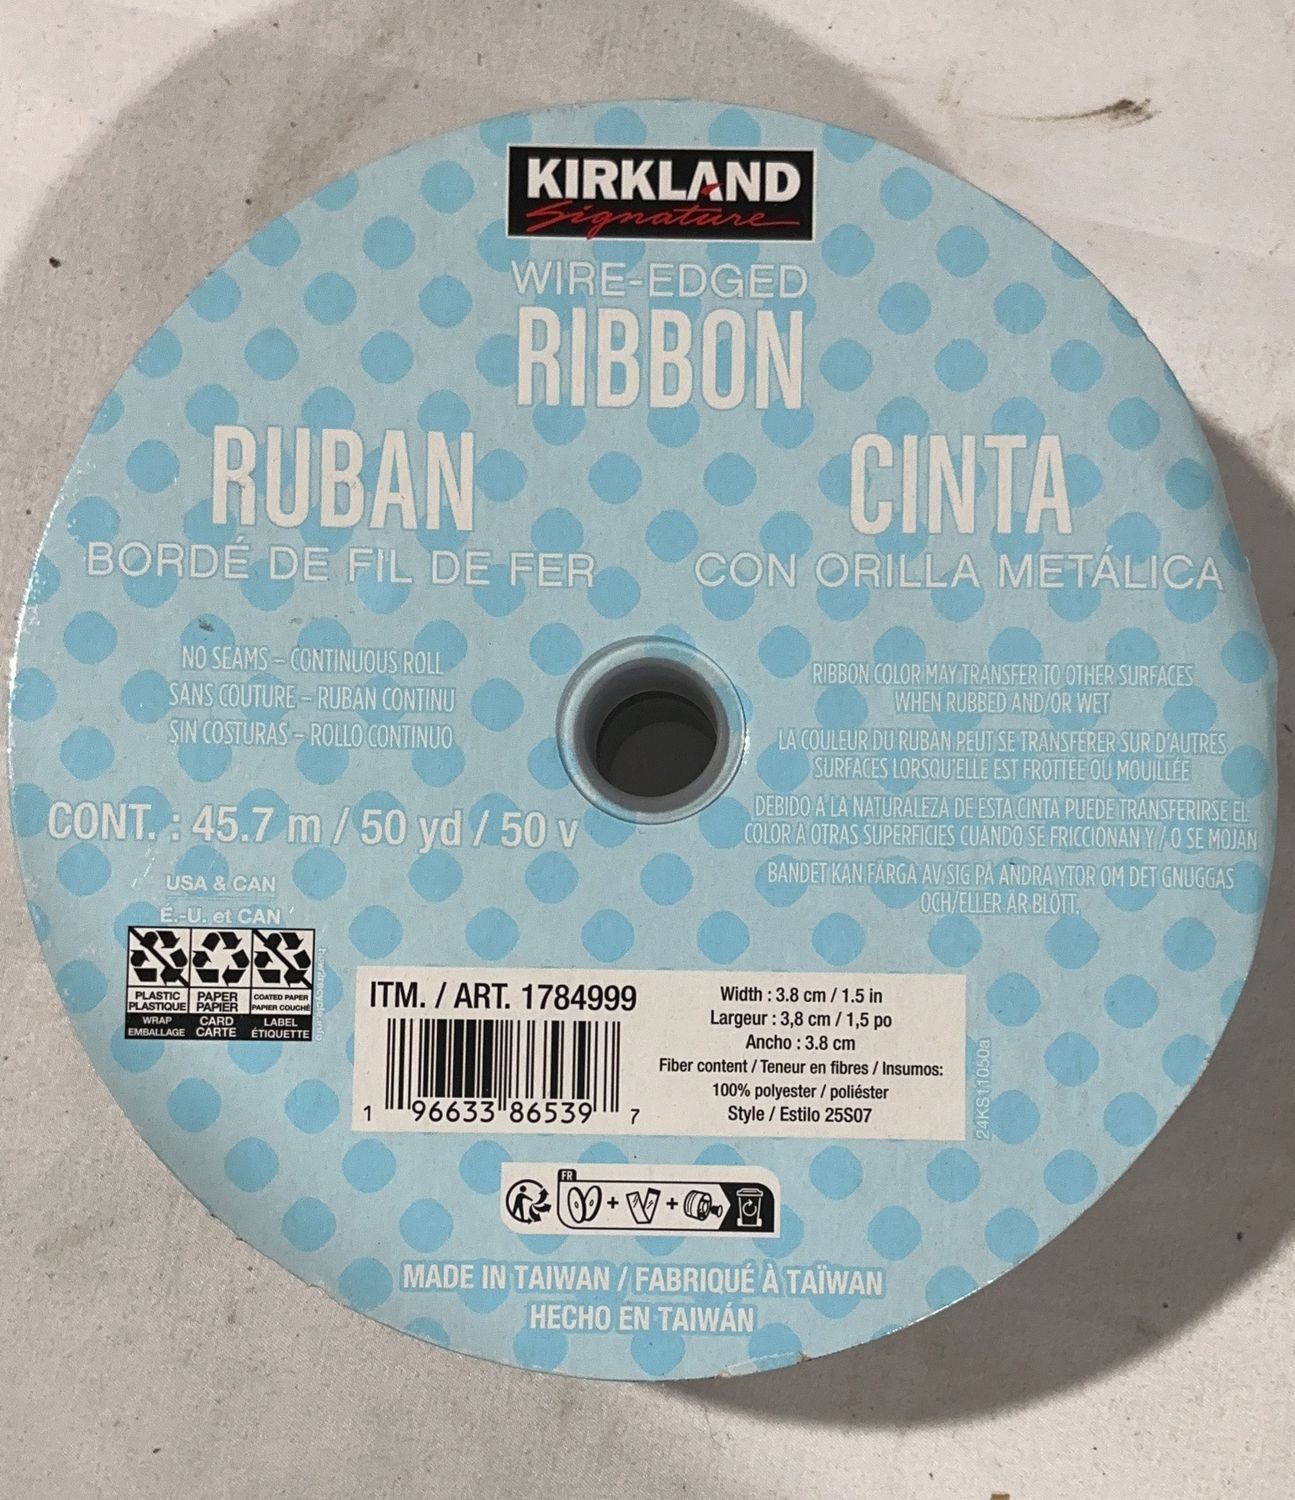 KIRKLAND
Signature
WIRE-EDGED
RIBBON
RUBAN
BORDÉ DE FIL DE FER
CINTA
CON ORILLA METÁLICA
NO SEAMS – CONTINUOUS ROLL
SANS COUTURE – RUBAN CONTINU
SIN COSTURAS – ROLLO CONTINUO
RIBBON COLOR MAY TRANSFER TO OTHER SURFACES
WHEN RUBBED AND/OR WET
LA COULEUR DU RUBAN PEUT SE TRANSFÉRER SUR D'AUTRES
SURFACES LORSQU'ELLE EST FROTTÉE OU MOUILLÉE
DEBIDO A LA NATURALEZA DE ESTA CINTA PUEDE TRANSFERIRSE EL
COLOR A OTRAS SUPERFICIES CUANDO SE FRICCIONAN Y / O SE MOJAN
BANDET KAN FÄRGA AV SIG PÅ ANDRA YTOR OM DET GNUGGAS
OCH/ELLER ÄR BLÖTT.
CONT. : 45.7 m / 50 yd / 50 v
USA & CAN
É.-U. et CAN
PLASTIC
PLASTIQUE
WRAP
EMBALLAGE
PAPER
PAPIER
CARD
CARTE
COATED PAPER
PAPIER COUCHÉ
LABEL
ÉTIQUETTE
how2recycle.info
ITM. / ART. 1784999
1 96633 86539 7
Width : 3.8 cm / 1.5 in
Largeur : 3,8 cm / 1,5 po
Ancho : 3.8 cm
Fiber content / Teneur en fibres / Insumos:
100% polyester / poliéster
Style / Estilo 25S07
24KS11050a
FR
MADE IN TAIWAN / FABRIQUÉ À TAÏWAN
HECHO EN TAIWÁN